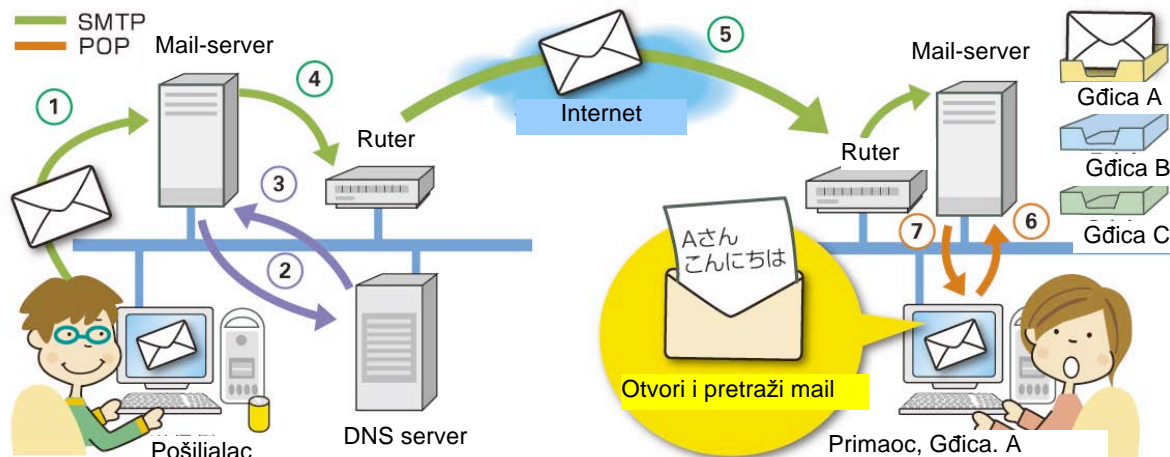 SMTP
POP
Mail-server
1
4
5
Internet
Ruter
3
2
Mail-server
Ruter
Gđica A
Gđica B
Gđica C
7
6
Aさん
こんにちは
Otvori i pretraži mail
Pošiljalac
DNS server
Primaoc, Gđica. A